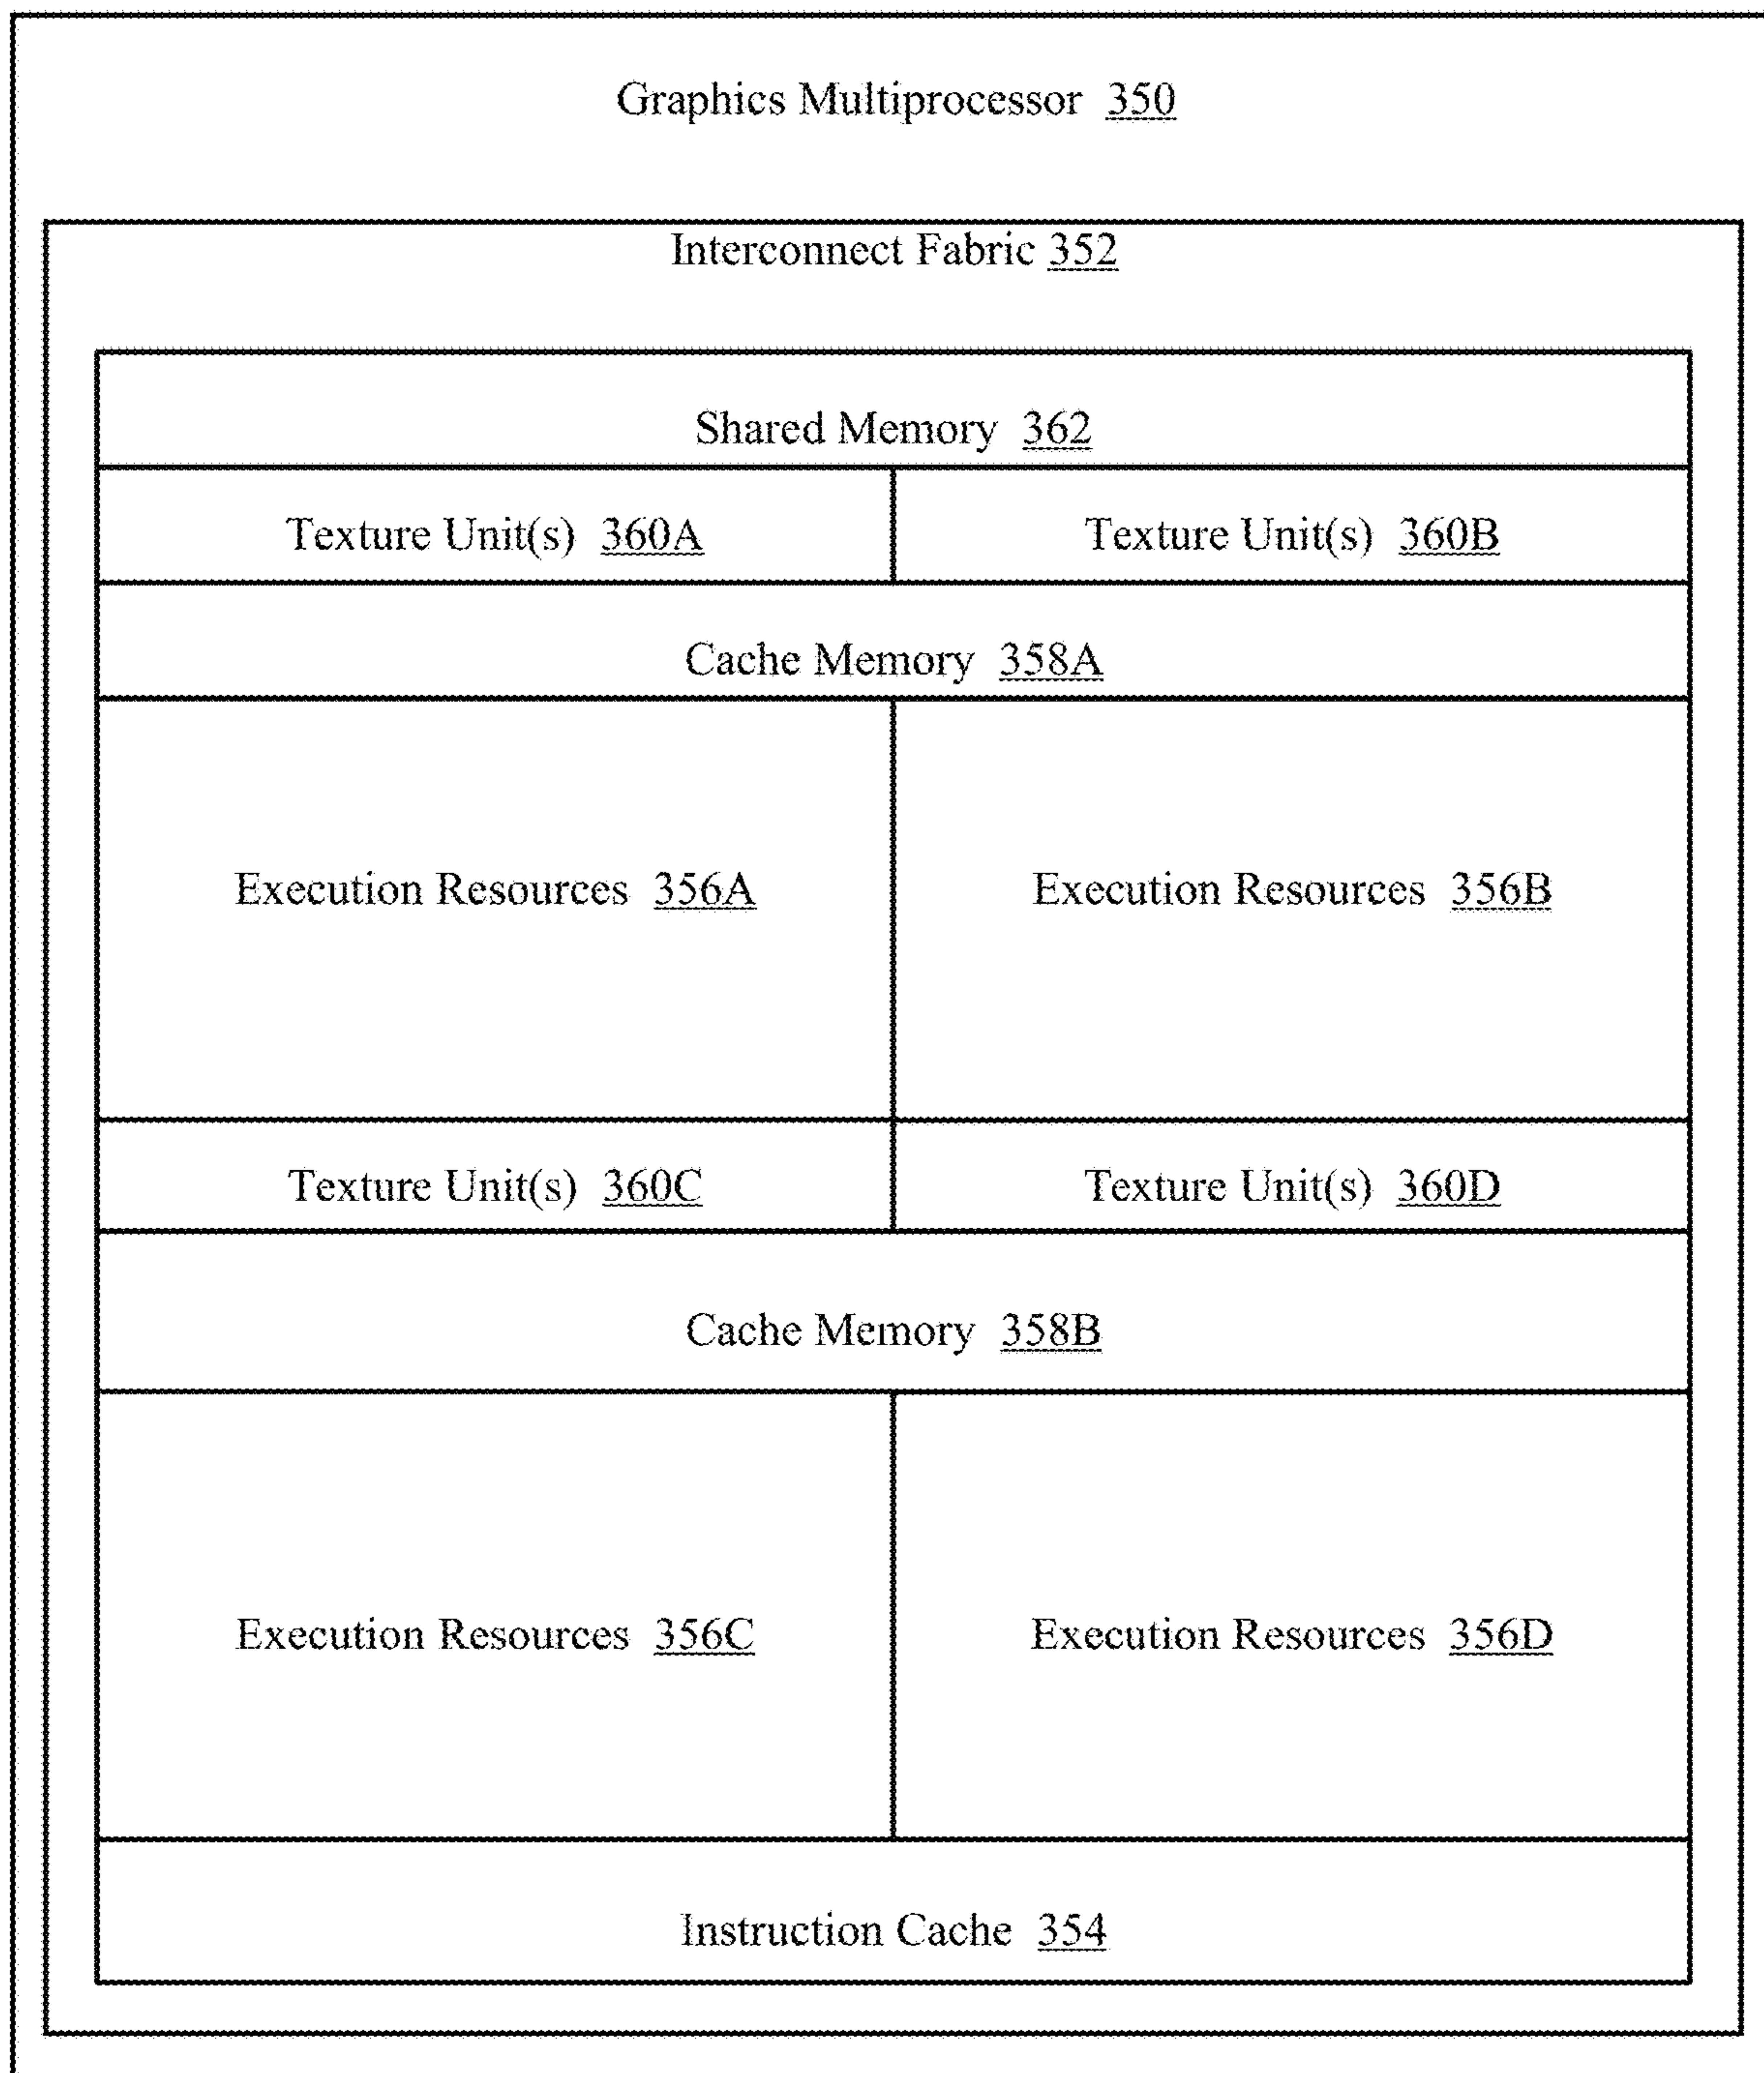 Graphics Multiprocessor 350
Interconnect Fabric 352
Shared Memory 362
Texture Unit(s) 360A
Texture Unit(s) 360B
Cache Memory 358A
Execution Resources 356A
Execution Resources 356B
Texture Unit(s) 360C
Texture Unit(s) 360D
Cache Memory 358B
Execution Resources 356C
Execution Resources 356D
Instruction Cache 354